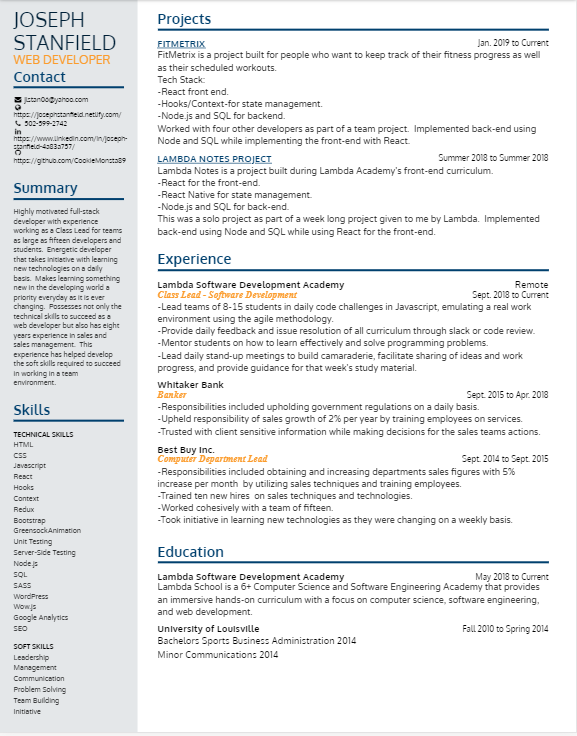 JOSEPH
STANFIELD
WEB DEVELOPER
Contact
jlstan06@yahoo.com
https://josephstanfield.netlify.com/
502-599-2742
https://www.linkedin.com/in/joseph-
stanfield-4a83a757/
https://github.com/CookieMonsta89
Summary
Highly motivated full-stack
developer with experience
working as a Class Lead for teams
as large as fifteen developers and
students. Energetic developer
that takes initiative with learning
new technologies on a daily
basis. Makes learning something
new in the developing world a
priority everyday as it is ever
changing. Possesses not only the
technical skills to succeed as a
web developer but also has eight
years experience in sales and
sales management. This
experience has helped develop
the soft skills required to succeed
in working in a team
environment.
Skills
TECHNICAL SKILLS
HTML
CSS
Javascript
React
Hooks
Context
Redux
Bootstrap
GreensockAnimation
Unit Testing
Server-Side Testing
Node.js
SQL
SASS
WordPress
Wow.js
Google Analytics
SEO
SOFT SKILLS
Leadership
Management
Communication
Problem Solving
Team Building
Initiative
Projects
FITMETRIX Jan. 2019 to Current
FitMetrix is a project built for people who want to keep track of their fitness progress as well
as their scheduled workouts.
Tech Stack:
-React front end.
-Hooks/Context-for state management.
-Node.js and SQL for backend.
Worked with four other developers as part of a team project. Implemented back-end using
Node and SQL while implementing the front-end with React.
LAMBDA NOTES PROJECT Summer 2018 to Summer 2018
Lambda Notes is a project built during Lambda Academy's front-end curriculum.
-React for the front-end.
-React Native for state management.
-Node.js and SQL for back-end.
This was a solo project as part of a week long project given to me by Lambda. Implemented
back-end using Node and SQL while using React for the front-end.
Experience
Lambda Software Development Academy Remote
Class Lead - Software Development Sept. 2018 to Current
-Lead teams of 8-15 students in daily code challenges in Javascript, emulating a real work
environment using the agile methodology.
-Provide daily feedback and issue resolution of all curriculum through slack or code review.
-Mentor students on how to learn effectively and solve programming problems.
-Lead daily stand-up meetings to build camaraderie, facilitate sharing of ideas and work
progress, and provide guidance for that week's study material.
Whitaker Bank
Banker Sept. 2015 to Apr. 2018
-Responsibilities included upholding government regulations on a daily basis.
-Upheld responsibility of sales growth of 2% per year by training employees on services.
-Trusted with client sensitive information while making decisions for the sales teams actions.
Best Buy Inc.
Computer Department Lead Sept. 2014 to Sept. 2015
-Responsibilities included obtaining and increasing departments sales figures with 5%
increase per month by utilizing sales techniques and training employees.
-Trained ten new hires on sales techniques and technologies.
-Worked cohesively with a team of fifteen.
-Took initiative in learning new technologies as they were changing on a weekly basis.
Education
Lambda Software Development Academy May 2018 to Current
Lambda School is a 6+ Computer Science and Software Engineering Academy that provides
an immersive hands-on curriculum with a focus on computer science, software engineering,
and web development.
University of Louisville Fall 2010 to Spring 2014
Bachelors Sports Business Administration 2014
Minor Communications 2014